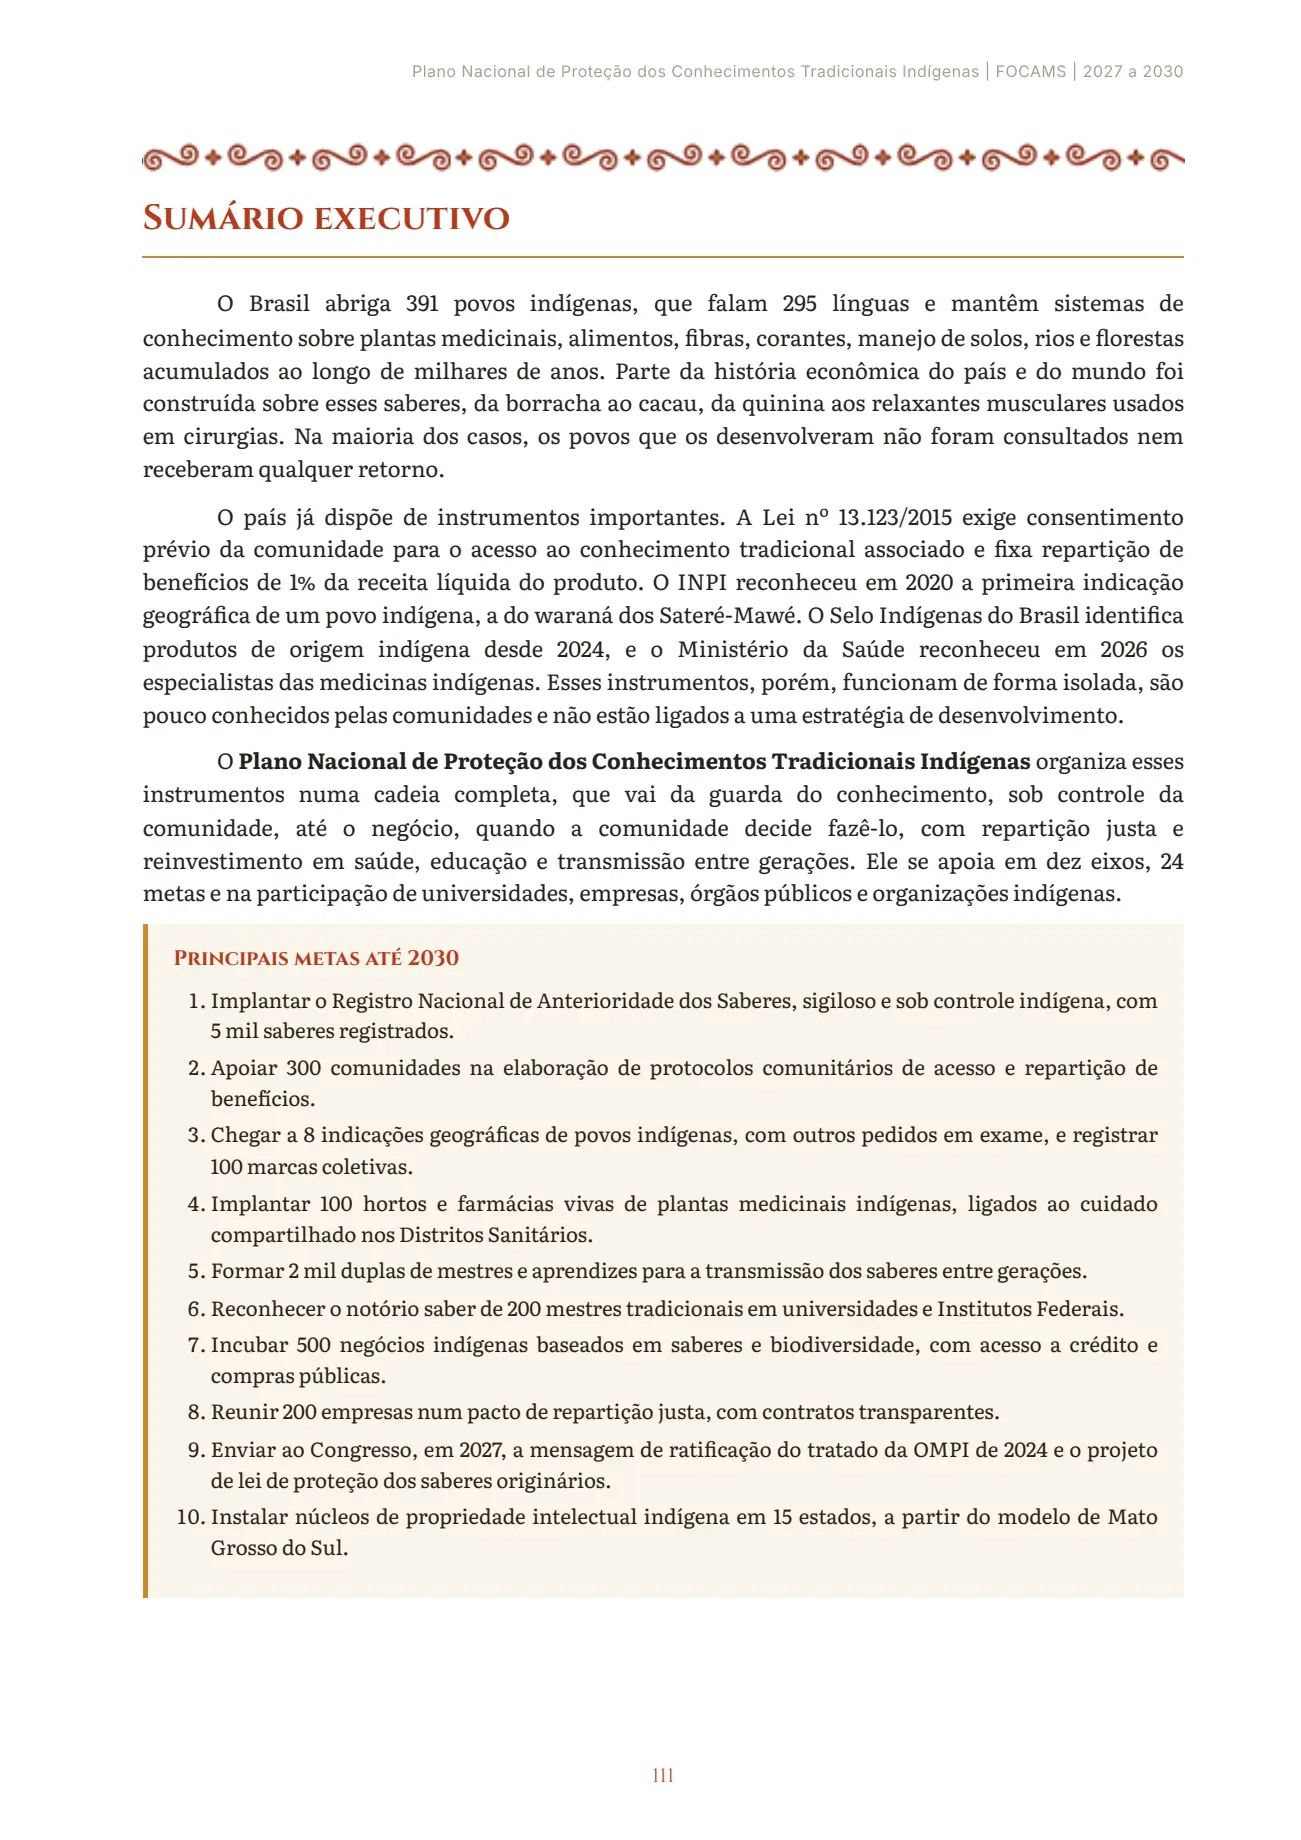 Plano Nacional de Proteção dos Conhecimentos Tradicionais Indígenas | FOCAMS | 2027 a 2030
Sumário executivo
O Brasil abriga 391 povos indígenas, que falam 295 línguas e mantêm sistemas de
conhecimento sobre plantas medicinais, alimentos, fibras, corantes, manejo de solos, rios e florestas
acumulados ao longo de milhares de anos. Parte da história econômica do país e do mundo foi
construída sobre esses saberes, da borracha ao cacau, da quinina aos relaxantes musculares usados
em cirurgias. Na maioria dos casos, os povos que os desenvolveram não foram consultados nem
receberam qualquer retorno.
O país já dispõe de instrumentos importantes. A Lei nº 13.123/2015 exige consentimento
prévio da comunidade para o acesso ao conhecimento tradicional associado e fixa repartição de
benefícios de 1% da receita líquida do produto. O INPI reconheceu em 2020 a primeira indicação
geográfica de um povo indígena, a do waraná dos Sateré-Mawé. O Selo Indígenas do Brasil identifica
produtos de origem indígena desde 2024, e o Ministério da Saúde reconheceu em 2026 os
especialistas das medicinas indígenas. Esses instrumentos, porém, funcionam de forma isolada, são
pouco conhecidos pelas comunidades e não estão ligados a uma estratégia de desenvolvimento.
O Plano Nacional de Proteção dos Conhecimentos Tradicionais Indígenas organiza esses
instrumentos numa cadeia completa, que vai da guarda do conhecimento, sob controle da
comunidade, até o negócio, quando a comunidade decide fazê-lo, com repartição justa e
reinvestimento em saúde, educação e transmissão entre gerações. Ele se apoia em dez eixos, 24
metas e na participação de universidades, empresas, órgãos públicos e organizações indígenas.
Principais metas até 2030
1. Implantar o Registro Nacional de Anterioridade dos Saberes, sigiloso e sob controle indígena, com
5 mil saberes registrados.
2. Apoiar 300 comunidades na elaboração de protocolos comunitários de acesso e repartição de
benefícios.
3. Chegar a 8 indicações geográficas de povos indígenas, com outros pedidos em exame, e registrar
100 marcas coletivas.
4. Implantar 100 hortos e farmácias vivas de plantas medicinais indígenas, ligados ao cuidado
compartilhado nos Distritos Sanitários.
5. Formar 2 mil duplas de mestres e aprendizes para a transmissão dos saberes entre gerações.
6. Reconhecer o notório saber de 200 mestres tradicionais em universidades e Institutos Federais.
7. Incubar 500 negócios indígenas baseados em saberes e biodiversidade, com acesso a crédito e
compras públicas.
8. Reunir 200 empresas num pacto de repartição justa, com contratos transparentes.
9. Enviar ao Congresso, em 2027, a mensagem de ratificação do tratado da OMPI de 2024 e o projeto
de lei de proteção dos saberes originários.
10. Instalar núcleos de propriedade intelectual indígena em 15 estados, a partir do modelo de Mato
Grosso do Sul.
111